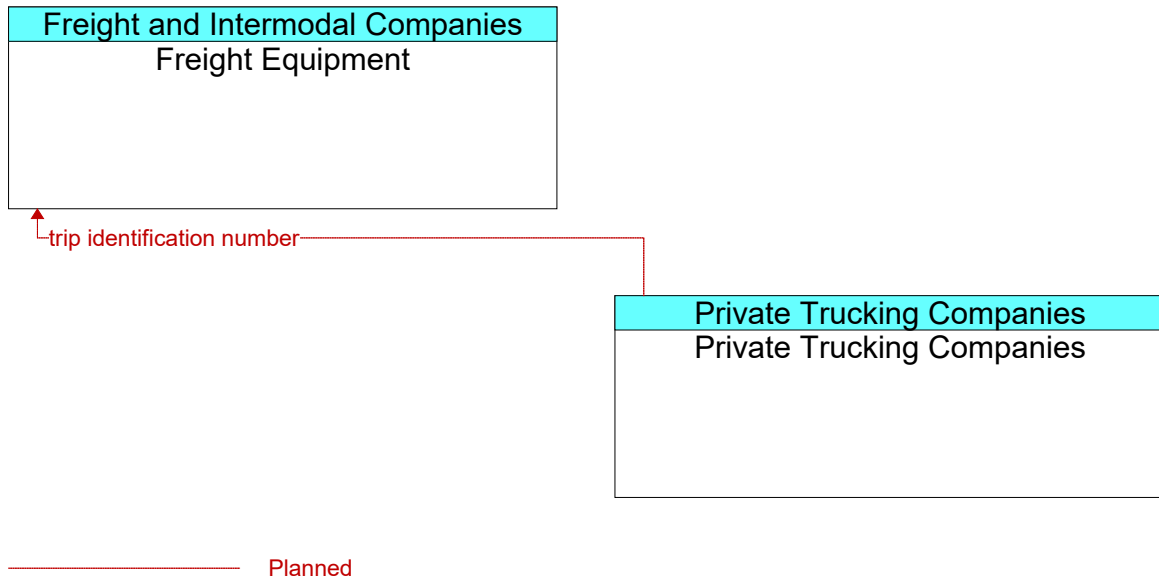 Freight and Intermodal Companies
Freight Equipment
trip identification number
Private Trucking Companies
Private Trucking Companies
Planned